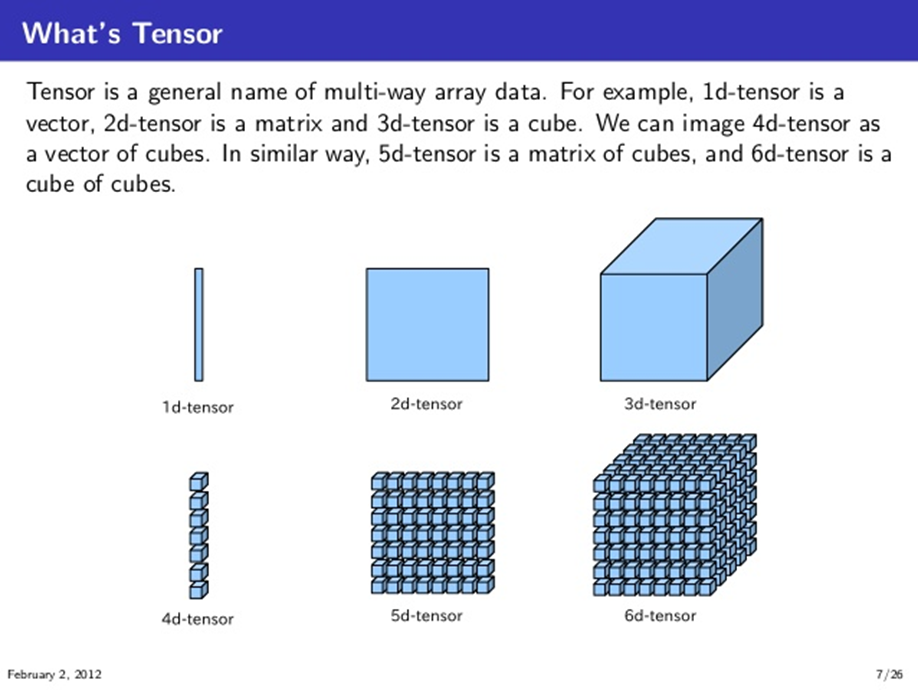 What's Tensor
Tensor is a general name of multi-way array data. For example, 1d-tensor is a
vector, 2d-tensor is a matrix and 3d-tensor is a cube. We can image 4d-tensor as
a vector of cubes. In similar way, 5d-tensor is a matrix of cubes, and 6d-tensor is a
cube of cubes.
1d-tensor
2d-tensor
3d-tensor
4d-tensor
5d-tensor
6d-tensor
February 2, 2012
7/26